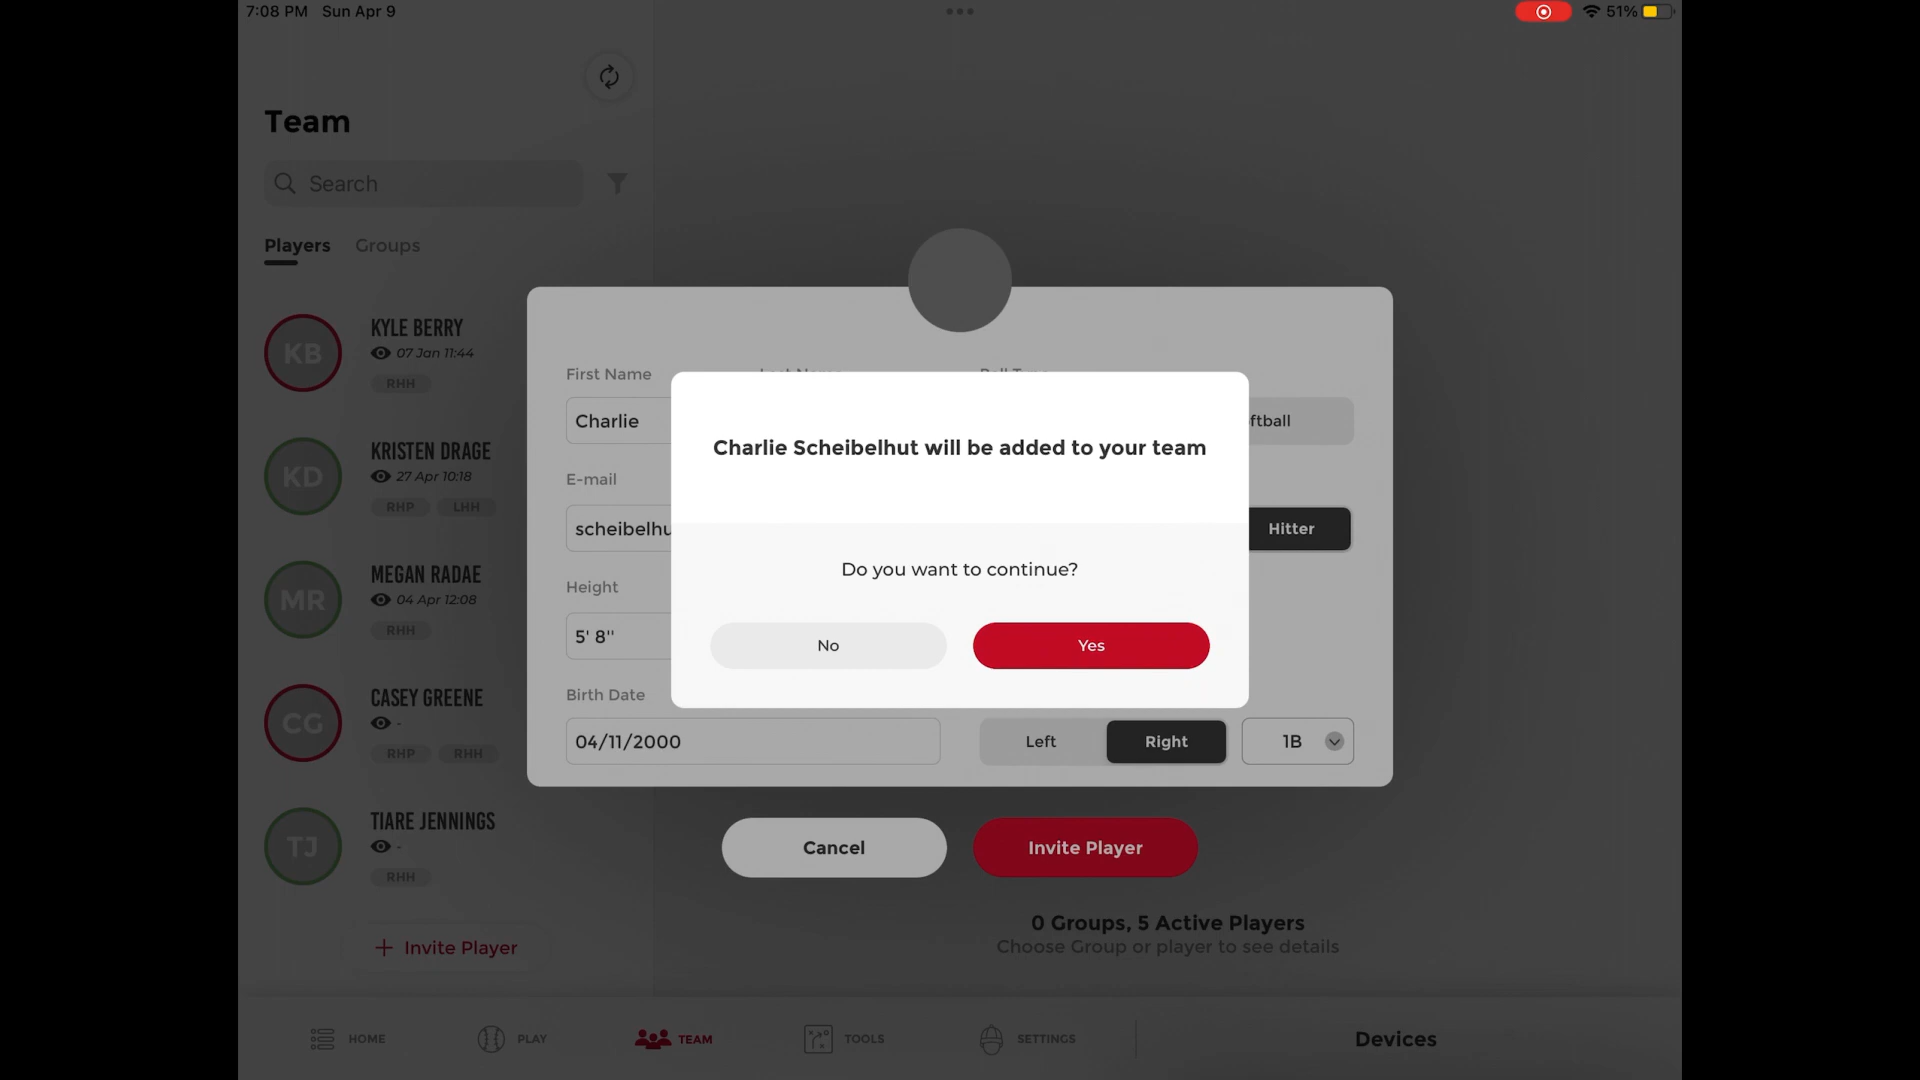 7:08 PM Sun Apr 9
51%
Team
Search
Players Groups
KB
KYLE BERRY
07 Jan 11:44
RHH
KD
KRISTEN DRAGE
27 Apr 10:18
RHP LHH
MR
MEGAN RADAE
04 Apr 12:08
RHH
CG
CASEY GREENE
-
RHP RHH
TJ
TIARE JENNINGS
-
RHH
+ Invite Player
First Name
Charlie
E-mail
scheibelhu
Height
5' 8''
Birth Date
04/11/2000
ftball
Hitter
Left Right 1B
Charlie Scheibelhut will be added to your team
Do you want to continue?
No Yes
Cancel Invite Player
0 Groups, 5 Active Players
Choose Group or player to see details
HOME PLAY TEAM TOOLS SETTINGS Devices